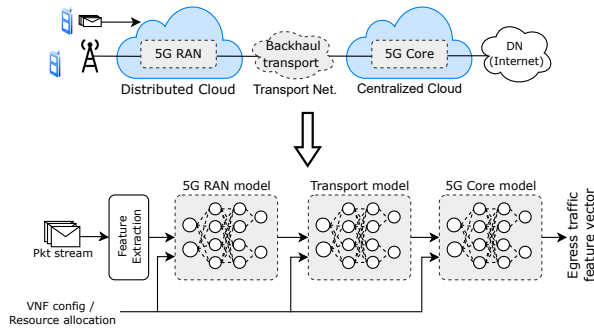 5G RAN
Backhaul
transport
5G Core
DN
(Internet)
Distributed Cloud
Transport Net.
Centralized Cloud
5G RAN model
Transport model
5G Core model
Pkt stream
Feature
Extraction
Egress traffic
feature vector
VNF config /
Resource allocation